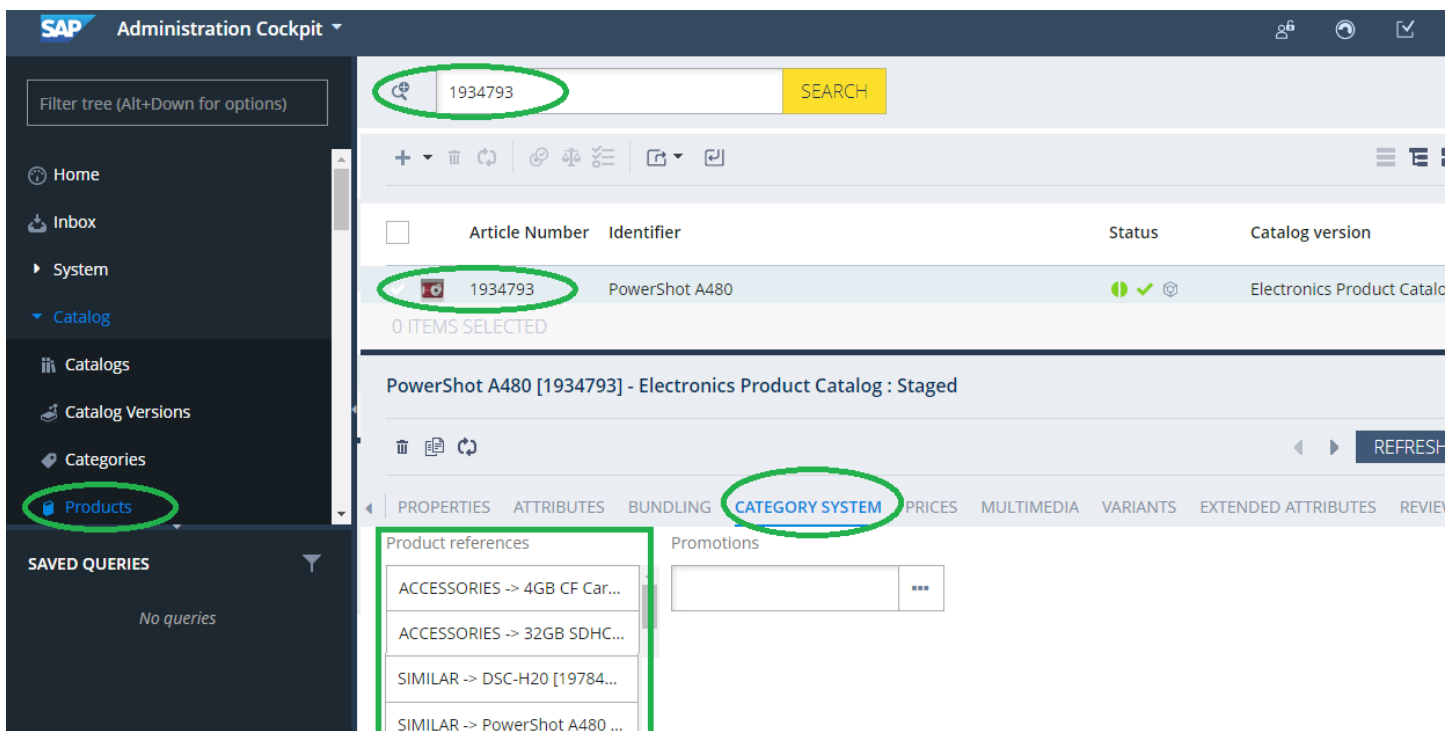 SAP Administration Cockpit
Filter tree (Alt+Down for options)
Home
Inbox
System
Catalog
Catalogs
Catalog Versions
Categories
Products
SAVED QUERIES
No queries
1934793 SEARCH
Article Number Identifier Status Catalog version
1934793 PowerShot A480 Electronics Product Catalo
0 ITEMS SELECTED
PowerShot A480 [1934793] - Electronics Product Catalog : Staged
REFRESH
PROPERTIES ATTRIBUTES BUNDLING CATEGORY SYSTEM PRICES MULTIMEDIA VARIANTS EXTENDED ATTRIBUTES REVIEW
Product references Promotions
ACCESSORIES -> 4GB CF Car...
ACCESSORIES -> 32GB SDHC...
SIMILAR -> DSC-H20 [19784...
SIMILAR -> PowerShot A480 ...